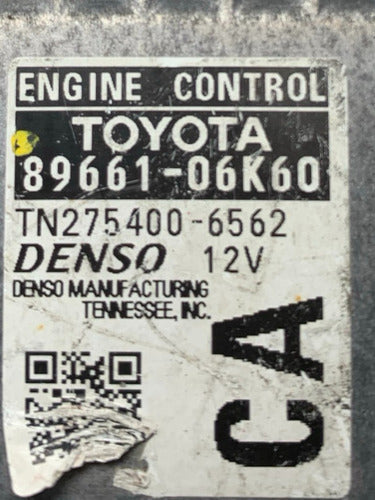 ENGINE CONTROL
TOYOTA
89661-06K60
TN275400-6562
DENSO 12V
DENSO MANUFACTURING
TENNESSEE, INC.
CA